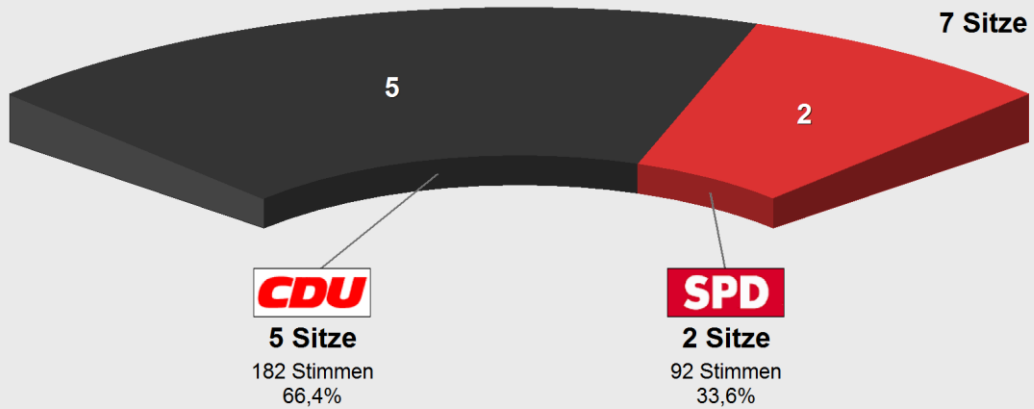 7 Sitze
5
2
CDU
SPD
5 Sitze
2 Sitze
182 Stimmen
92 Stimmen
66,4%
33,6%